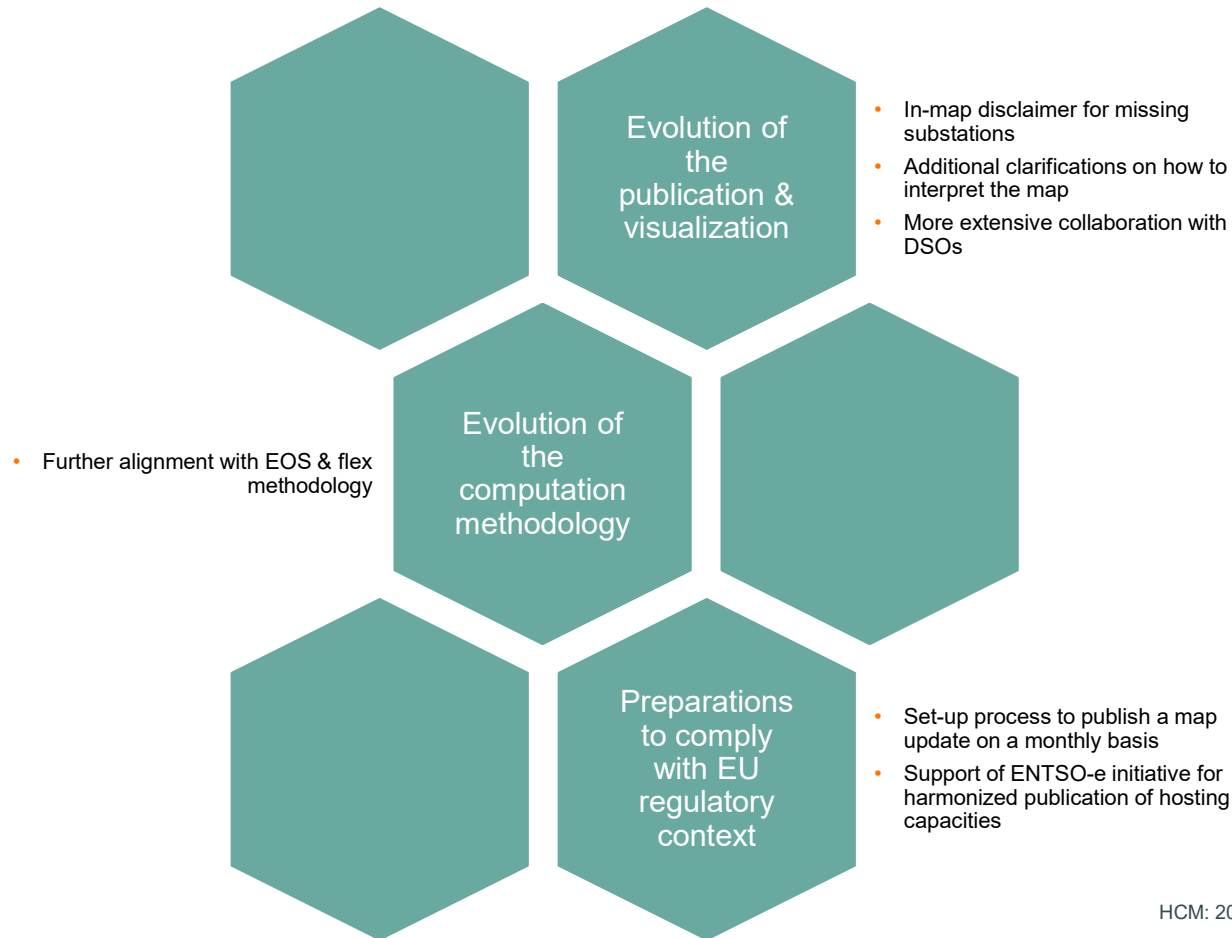 Evolution of
the
publication &
visualization
• In-map disclaimer for missing
substations
• Additional clarifications on how to
interpret the map
• More extensive collaboration with
DSOs
Evolution of
the
computation
methodology
• Further alignment with EOS & flex
methodology
Preparations
to comply
with EU
regulatory
context
• Set-up process to publish a map
update on a monthly basis
• Support of ENTSO-e initiative for
harmonized publication of hosting
capacities
HCM: 20